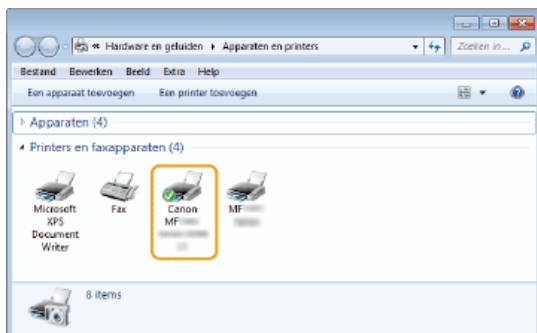 « Hardware en geluiden ▸ Apparaten en printers
Zoeken in ...
Bestand Bewerken Beeld Extra Help
Een apparaat toevoegen Een printer toevoegen
Apparaten (4)
Printers en faxapparaten (4)
Microsoft XPS Document Writer
Fax
Canon MF
MF
8 items